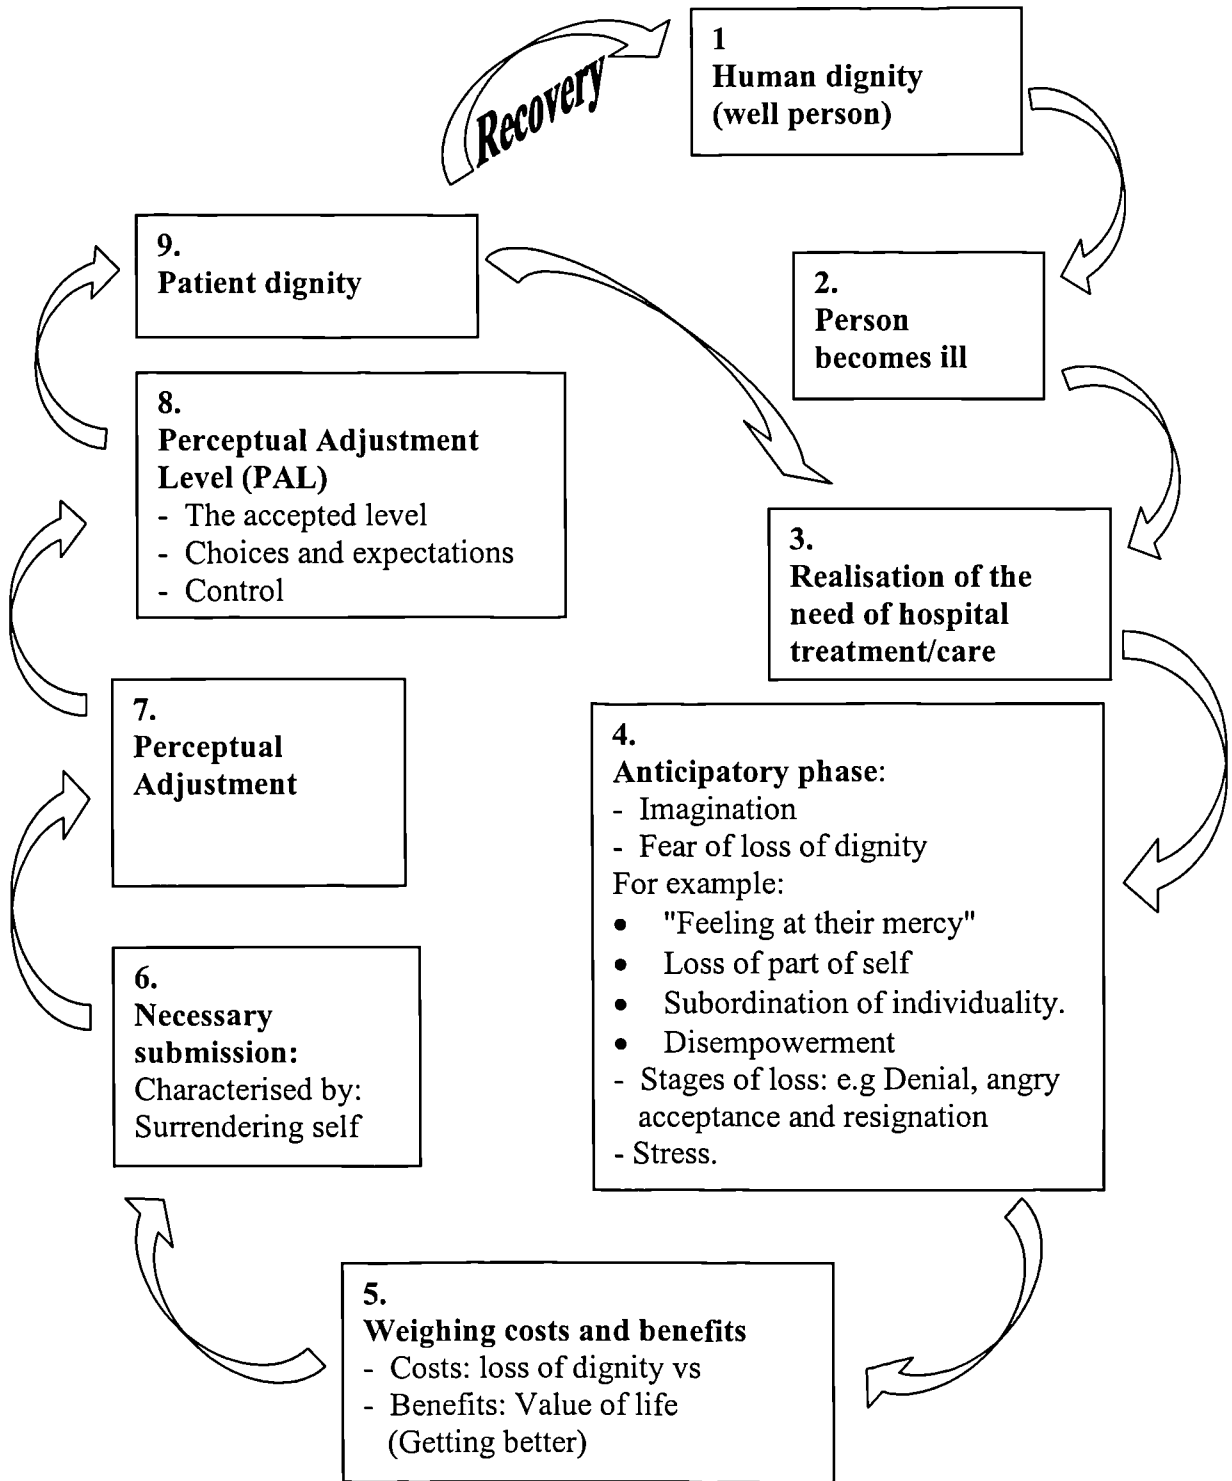 Recovery
1
Human dignity
(well person)
2.
Person
becomes ill
3.
Realisation of the
need of hospital
treatment/care
4.
Anticipatory phase:
- Imagination
- Fear of loss of dignity
For example:
• "Feeling at their mercy"
• Loss of part of self
• Subordination of individuality.
• Disempowerment
- Stages of loss: e.g Denial, angry
acceptance and resignation
- Stress.
5.
Weighing costs and benefits
- Costs: loss of dignity vs
- Benefits: Value of life
(Getting better)
6.
Necessary
submission:
Characterised by:
Surrendering self
7.
Perceptual
Adjustment
8.
Perceptual Adjustment
Level (PAL)
- The accepted level
- Choices and expectations
- Control
9.
Patient dignity